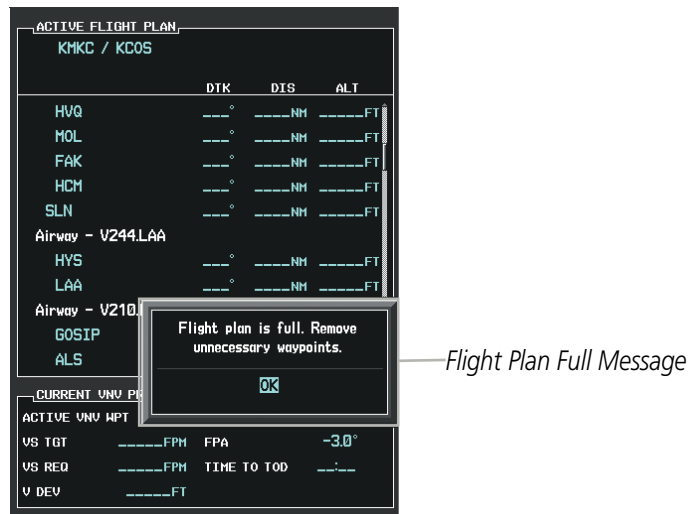 ACTIVE FLIGHT PLAN
KMKC / KCOS
DTK DIS ALT
HVQ ___° ____NM _____FT
MOL ___° ____NM _____FT
FAK ___° ____NM _____FT
HCM ___° ____NM _____FT
SLN ___° ____NM _____FT
Airway - V244.LAA
HYS ___° ____NM _____FT
LAA ___° ____NM _____FT
Airway - V210.
GOSIP
ALS
Flight plan is full. Remove
unnecessary waypoints.
OK
Flight Plan Full Message
CURRENT VNV
ACTIVE VNV WPT
VS TGT _____FPM FPA -3.0°
VS REQ _____FPM TIME TO TOD __:__
V DEV _____FT